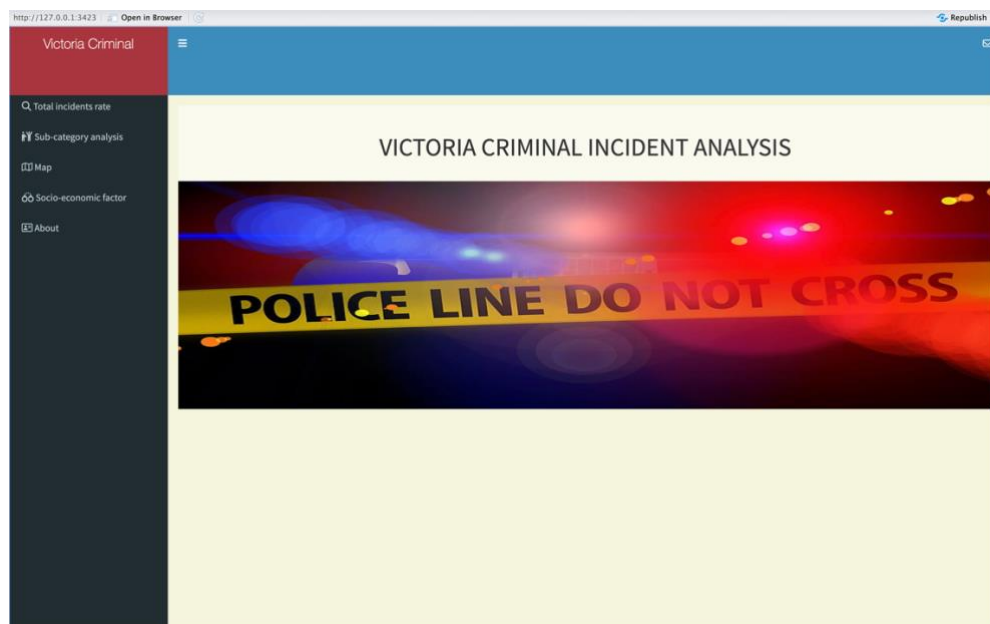 http://127.0.0.1:3423 Open in Browser Republish
Victoria Criminal
Total incidents rate
Sub-category analysis
Map
Socio-economic factor
About
VICTORIA CRIMINAL INCIDENT ANALYSIS
POLICE LINE DO NOT CROSS